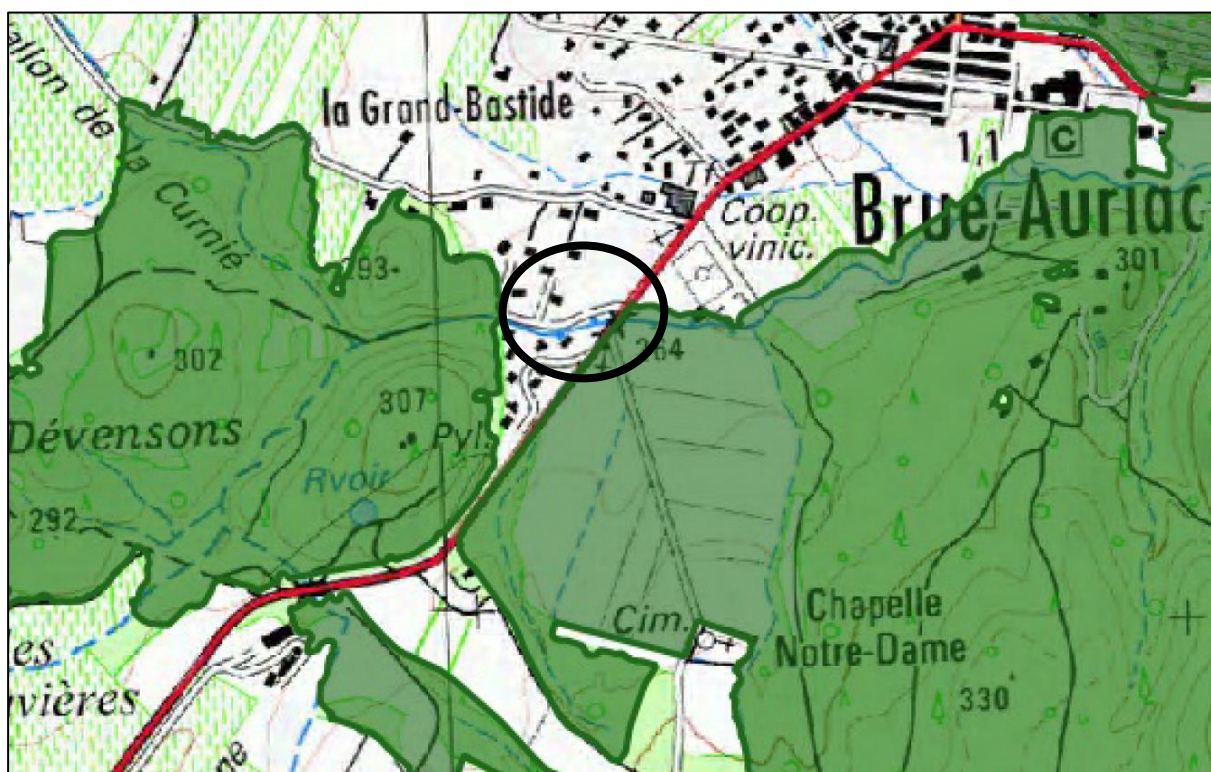 allon de
la
Curnié
la Grand-Bastide
C
1,1
Brue-Auriac
Coop.
vinic.
293
301
302
264
307
Pyl.
Dévensons
Rvoir
292
Cim.
Chapelle
Notre-Dame
330
les
vières